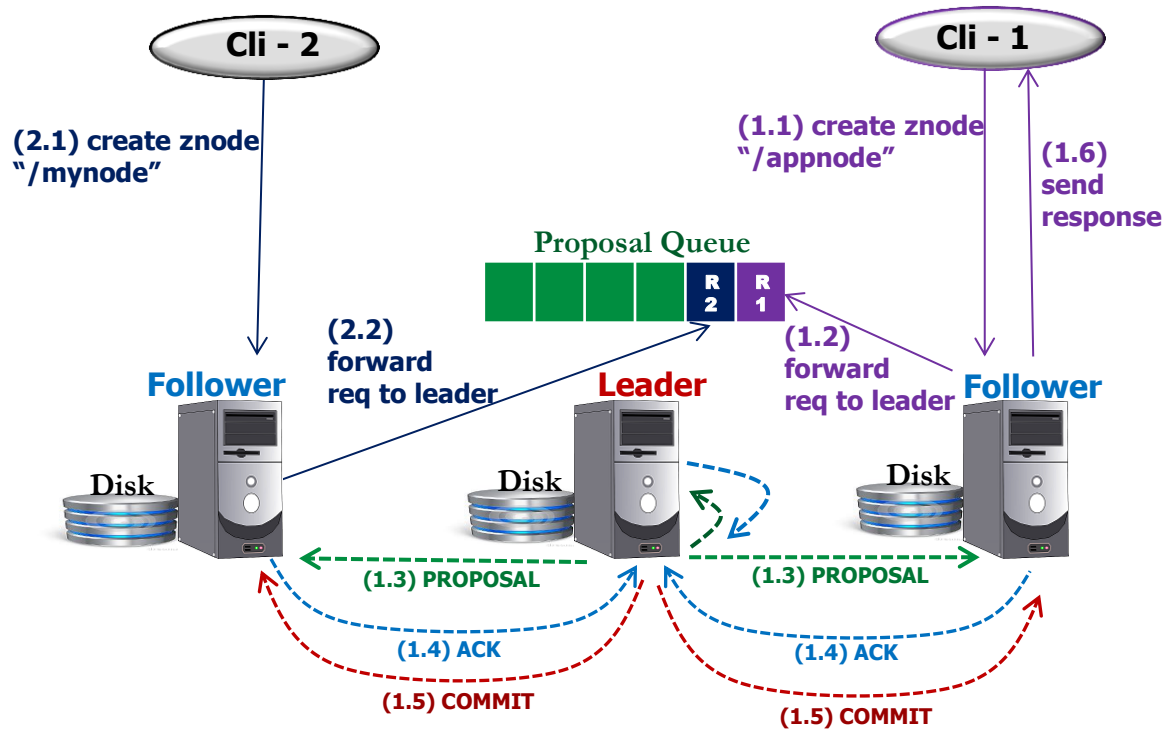 Cli - 2
Cli - 1
(2.1) create znode
“/mynode”
(1.1) create znode
“/appnode”
(1.6)
send
response
Proposal Queue
R
2
R
1
(2.2)
forward
req to leader
(1.2)
forward
req to leader
Follower
Leader
Follower
Disk
Disk
Disk
(1.3) PROPOSAL
(1.3) PROPOSAL
(1.4) ACK
(1.4) ACK
(1.5) COMMIT
(1.5) COMMIT